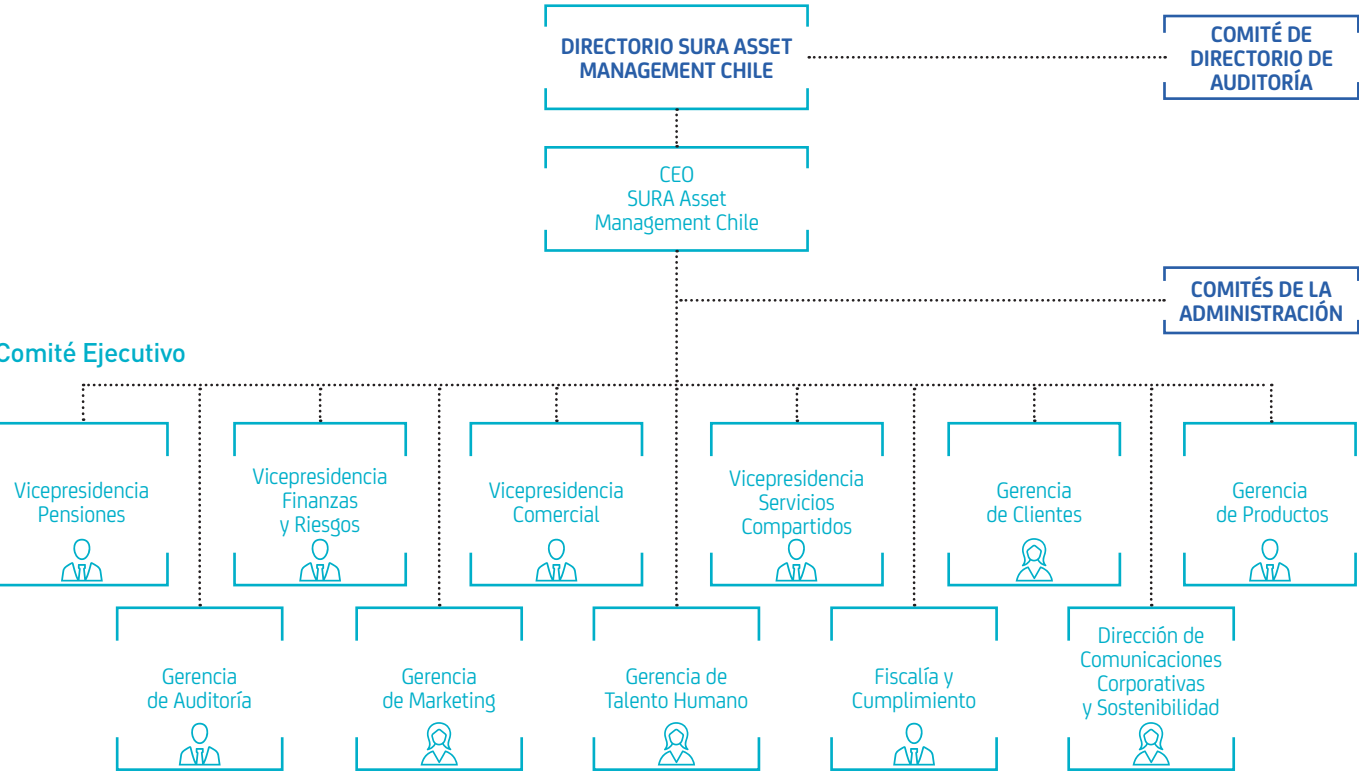 DIRECTORIO SURA ASSET
MANAGEMENT CHILE
COMITÉ DE
DIRECTORIO DE
AUDITORÍA
CEO
SURA Asset
Management Chile
COMITÉS DE LA
ADMINISTRACIÓN
Comité Ejecutivo
Vicepresidencia
Pensiones
Vicepresidencia
Finanzas
y Riesgos
Vicepresidencia
Comercial
Vicepresidencia
Servicios
Compartidos
Gerencia
de Clientes
Gerencia
de Productos
Gerencia
de Auditoría
Gerencia
de Marketing
Gerencia de
Talento Humano
Fiscalía y
Cumplimiento
Dirección de
Comunicaciones
Corporativas
y Sostenibilidad